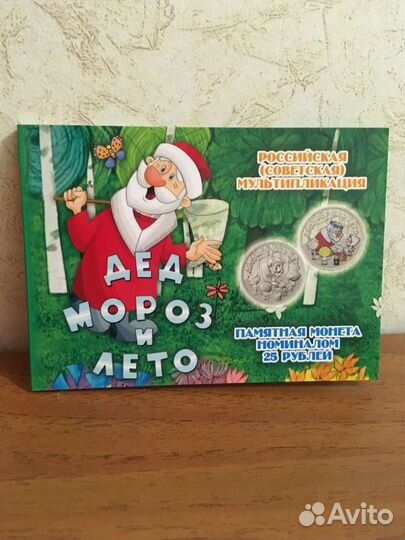 РОССИЙСКАЯ
(СОВЕТСКАЯ)
МУЛЬТИПЛИКАЦИЯ
ДЕД
МОРОЗ
И
ЛЕТО
ПАМЯТНАЯ МОНЕТА
НОМИНАЛОМ
25 РУБЛЕЙ
Avito